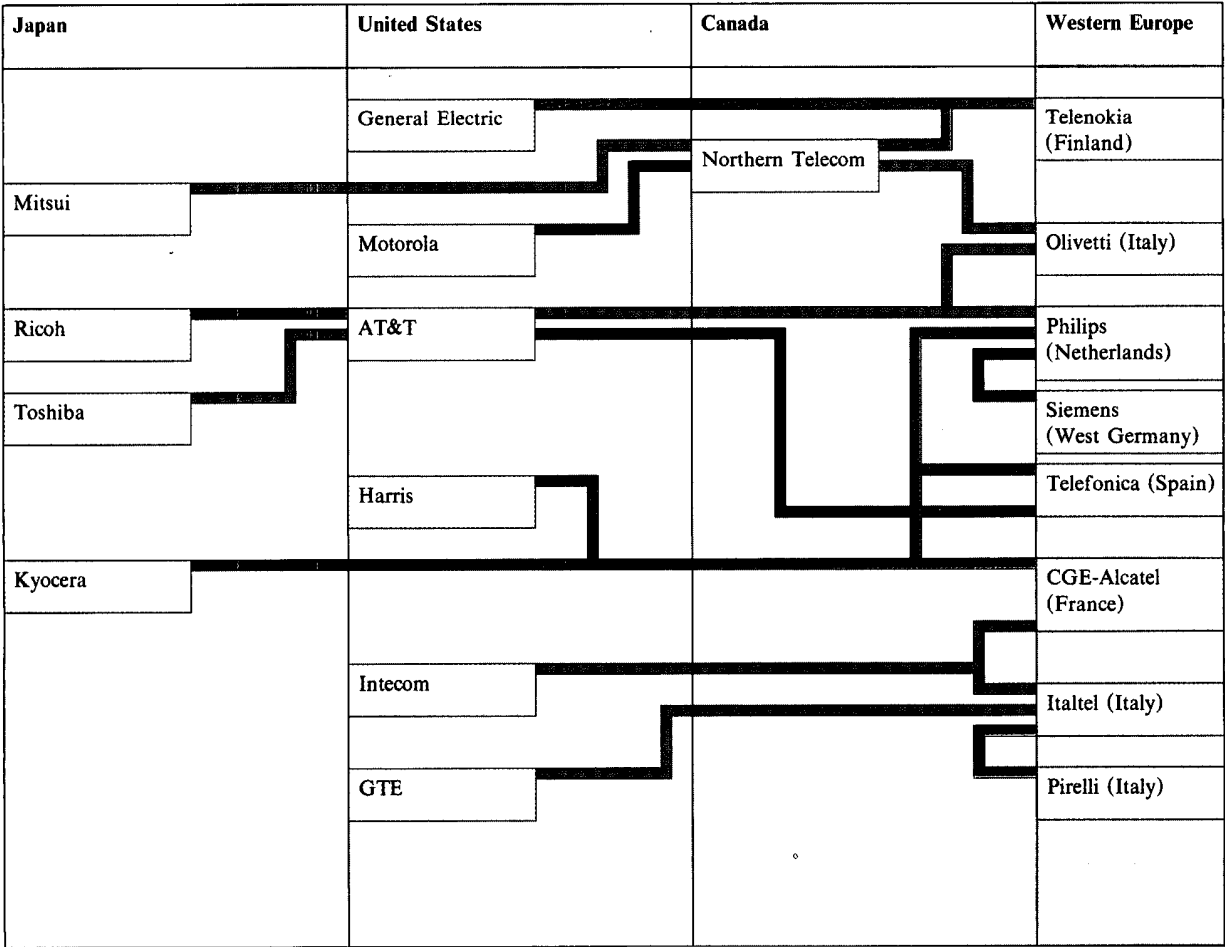 Japan
United States
Canada
Western Europe
General Electric
Telenokia
(Finland)
Northern Telecom
Mitsui
Motorola
Olivetti (Italy)
Ricoh
AT&T
Philips
(Netherlands)
Toshiba
Siemens
(West Germany)
Harris
Telefonica (Spain)
Kyocera
CGE-Alcatel
(France)
Intecom
Italtel (Italy)
GTE
Pirelli (Italy)